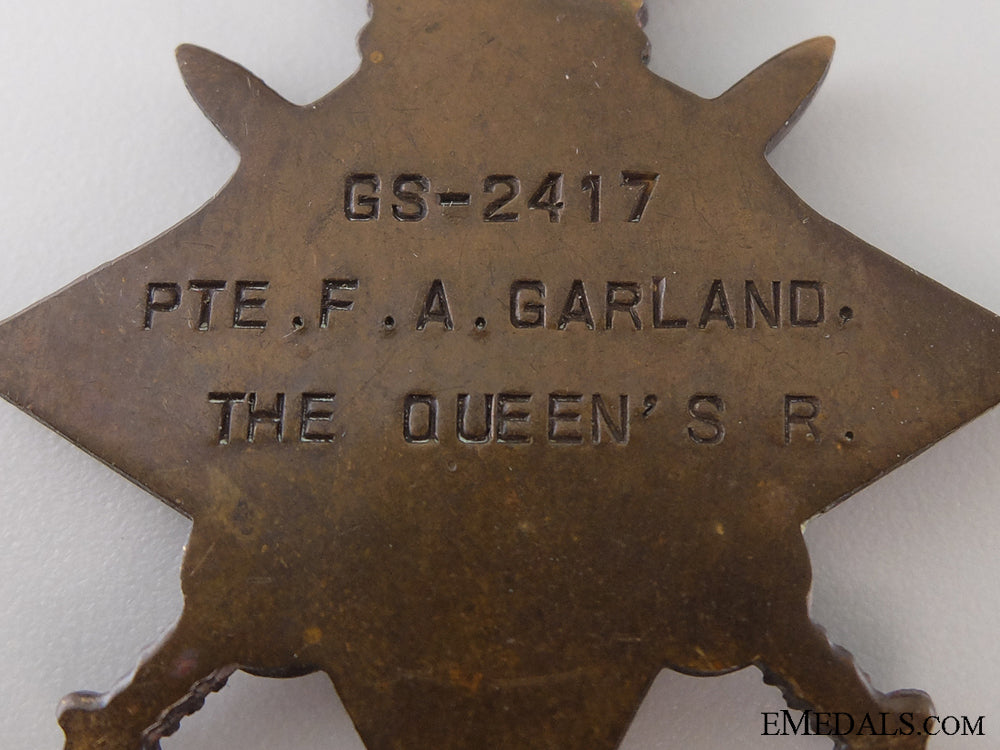 GS-2417
PTE.F.A.GARLAND.
THE QUEEN'S R.
EMEDALS.COM